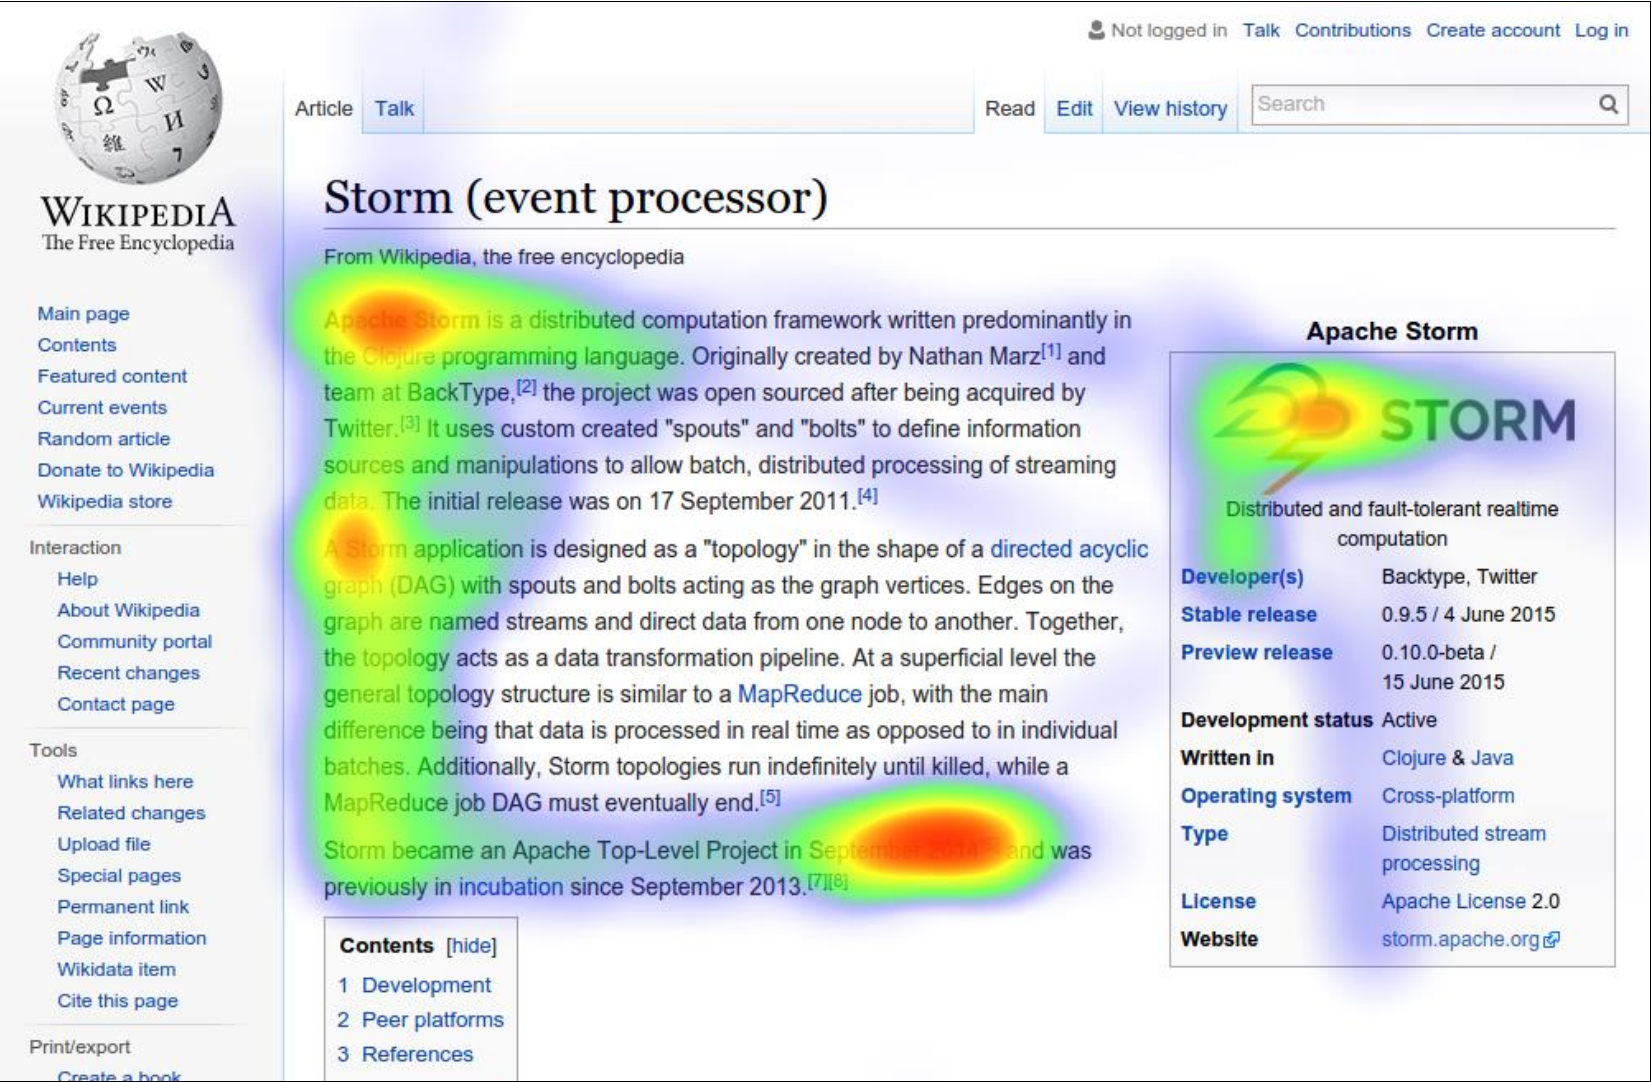 Not logged in Talk Contributions Create account Log in
Article Talk Read Edit View history Search
WIKIPEDIA
The Free Encyclopedia
Main page
Contents
Featured content
Current events
Random article
Donate to Wikipedia
Wikipedia store
Interaction
Help
About Wikipedia
Community portal
Recent changes
Contact page
Tools
What links here
Related changes
Upload file
Special pages
Permanent link
Page information
Wikidata item
Cite this page
Print/export
Create a book
Storm (event processor)
From Wikipedia, the free encyclopedia
Apache Storm is a distributed computation framework written predominantly in
the Clojure programming language. Originally created by Nathan Marz[1] and
team at BackType,[2] the project was open sourced after being acquired by
Twitter.[3] It uses custom created "spouts" and "bolts" to define information
sources and manipulations to allow batch, distributed processing of streaming
data. The initial release was on 17 September 2011.[4]
A Storm application is designed as a "topology" in the shape of a directed acyclic
graph (DAG) with spouts and bolts acting as the graph vertices. Edges on the
graph are named streams and direct data from one node to another. Together,
the topology acts as a data transformation pipeline. At a superficial level the
general topology structure is similar to a MapReduce job, with the main
difference being that data is processed in real time as opposed to in individual
batches. Additionally, Storm topologies run indefinitely until killed, while a
MapReduce job DAG must eventually end.[5]
Storm became an Apache Top-Level Project in September 2014 and was
previously in incubation since September 2013.[7][8]
Contents [hide]
1 Development
2 Peer platforms
3 References
Apache Storm
STORM
Distributed and fault-tolerant realtime
computation
Developer(s) Backtype, Twitter
Stable release 0.9.5 / 4 June 2015
Preview release 0.10.0-beta /
15 June 2015
Development status Active
Written in Clojure & Java
Operating system Cross-platform
Type Distributed stream
processing
License Apache License 2.0
Website storm.apache.org